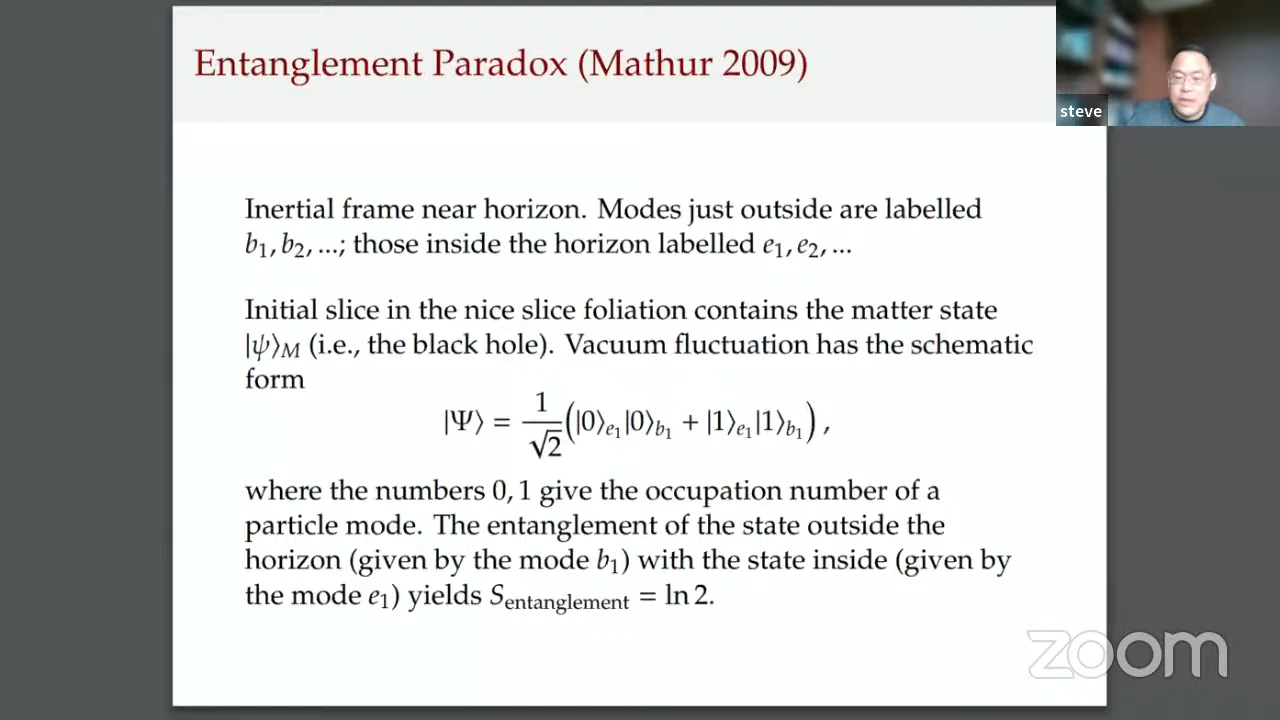 Entanglement Paradox (Mathur 2009)
steve
Inertial frame near horizon. Modes just outside are labelled
b₁, b₂, ...; those inside the horizon labelled e₁, e₂, ...
Initial slice in the nice slice foliation contains the matter state
|ψ⟩_M (i.e., the black hole). Vacuum fluctuation has the schematic
form
|Ψ⟩ = 1/√2 (|0⟩_{e₁}|0⟩_{b₁} + |1⟩_{e₁}|1⟩_{b₁}) ,
where the numbers 0, 1 give the occupation number of a
particle mode. The entanglement of the state outside the
horizon (given by the mode b₁) with the state inside (given by
the mode e₁) yields S_entanglement = ln 2.
zoom